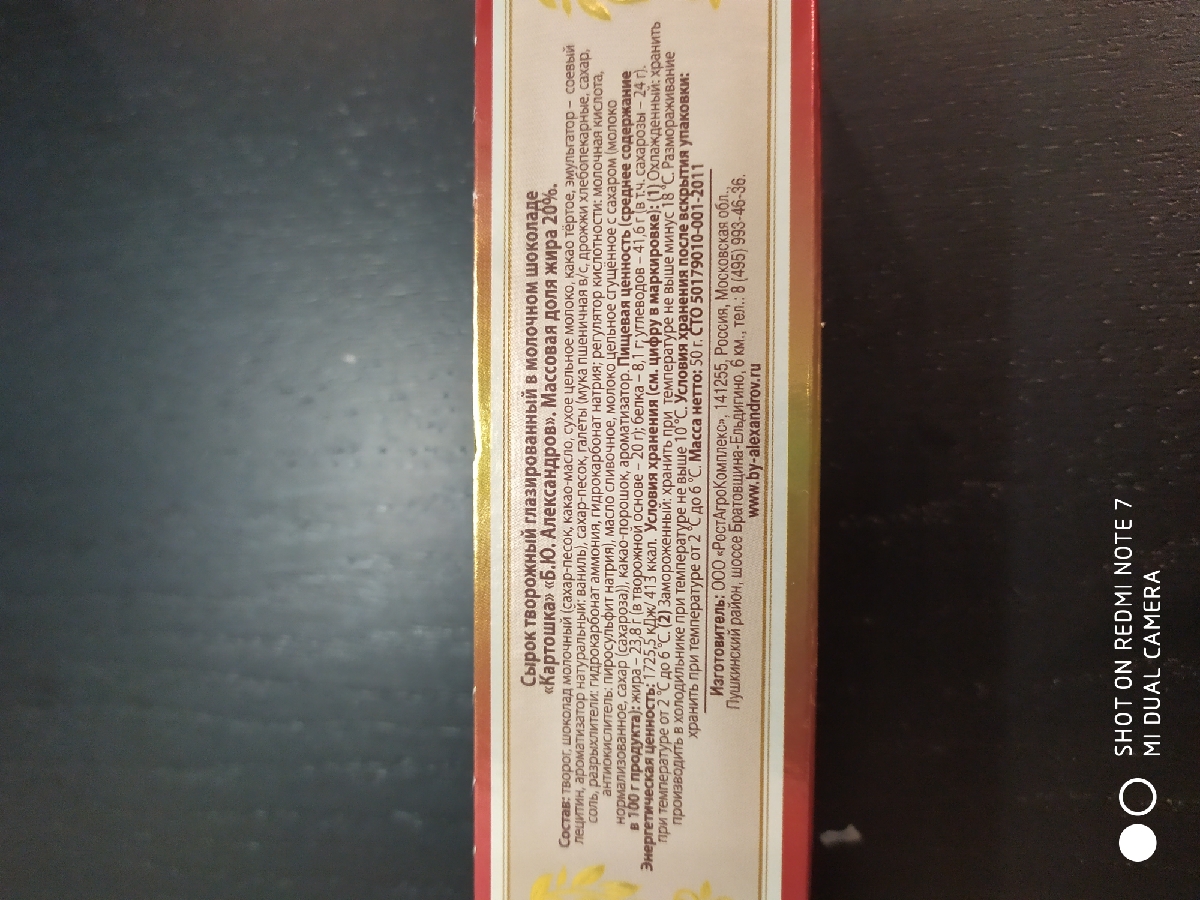 Сырок творожный глазированный в молочном шоколаде
«Картошка» «Б.Ю. Александров». Массовая доля жира 20%.
Состав: творог, шоколад молочный (сахар-песок, какао-масло, сухое цельное молоко, какао тёртое, эмульгатор – соевый
лецитин, ароматизатор натуральный: ваниль), сахар-песок, галеты (мука пшеничная в/с, дрожжи хлебопекарные, сахар,
соль, разрыхлители: гидрокарбонат аммония, гидрокарбонат натрия; регулятор кислотности: молочная кислота,
антиокислитель: пиросульфит натрия), масло сливочное, молоко цельное сгущённое с сахаром (молоко
нормализованное, сахар (сахароза)), какао-порошок, ароматизатор. Пищевая ценность (среднее содержание
в 100 г продукта): жира – 23,8 г (в творожной основе – 20 г); белка – 8,1 г; углеводов – 41,6 г (в т.ч. сахарозы – 24 г).
Энергетическая ценность: 1725,5 кДж/ 413 ккал. Условия хранения (см. цифру в маркировке): (1) Охлажденный: хранить
при температуре от 2 °С до 6 °С. (2) Замороженный: хранить при температуре не выше минус 18 °С. Размораживание
производить в холодильнике при температуре не выше 10°С. Условия хранения после вскрытия упаковки:
хранить при температуре от 2 °С до 6 °С. Масса нетто: 50 г. СТО 50179010-001-2011
Изготовитель: ООО «РостАгроКомплекс», 141255, Россия, Московская обл.,
Пушкинский район, шоссе Братовщина-Ельдигино, 6 км., тел.: 8 (495) 993-46-36.
www.by-alexandrov.ru
SHOT ON REDMI NOTE 7
MI DUAL CAMERA